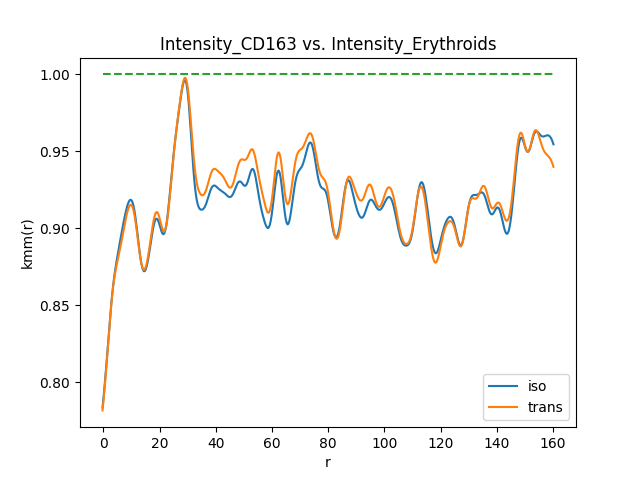 Intensity_CD163 vs. Intensity_Erythroids
kmm(r)
1.00
0.95
0.90
0.85
0.80
0 20 40 60 80 100 120 140 160
r
iso
trans